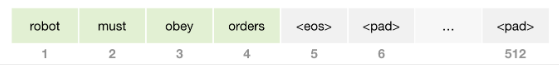 robot must obey orders <eos> <pad> ... <pad>
1 2 3 4 5 6 512